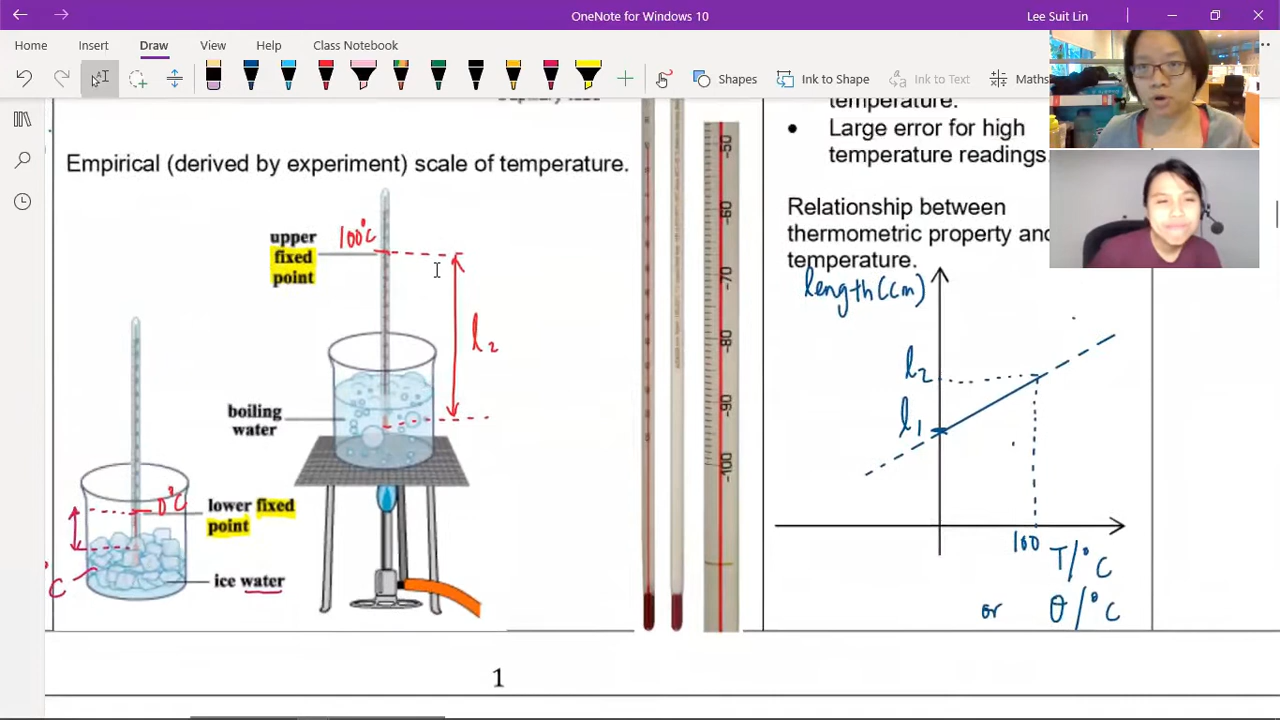 OneNote for Windows 10
Lee Suit Lin
Home
Insert
Draw
View
Help
Class Notebook
Shapes
Ink to Shape
Ink to Text
Maths
Empirical (derived by experiment) scale of temperature.
upper
fixed
point
100°C
l₂
boiling
water
0°C
lower fixed
point
ice water
°C
50
60
70
80
90
100
temperature.
• Large error for high
temperature readings.
Relationship between
thermometric property and
temperature.
length (cm)
l₂
l₁
100
T/°C
or θ/°C
1